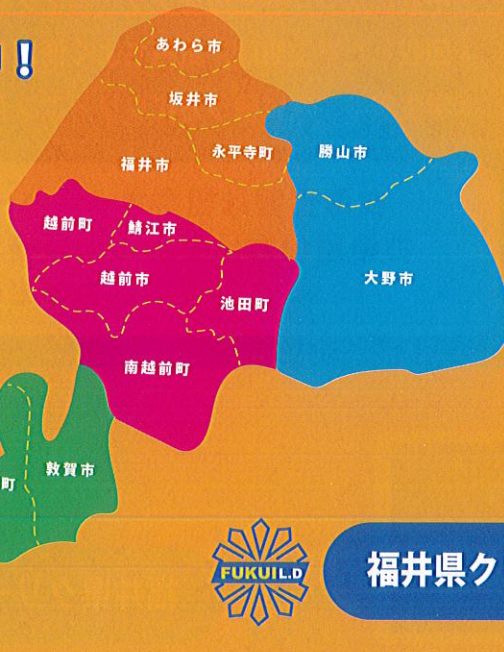 ！
あわら市
坂井市
永平寺町
福井市
勝山市
越前町
鯖江市
越前市
池田町
大野市
南越前町
敦賀市
町
FUKUI L.D
福井県ク